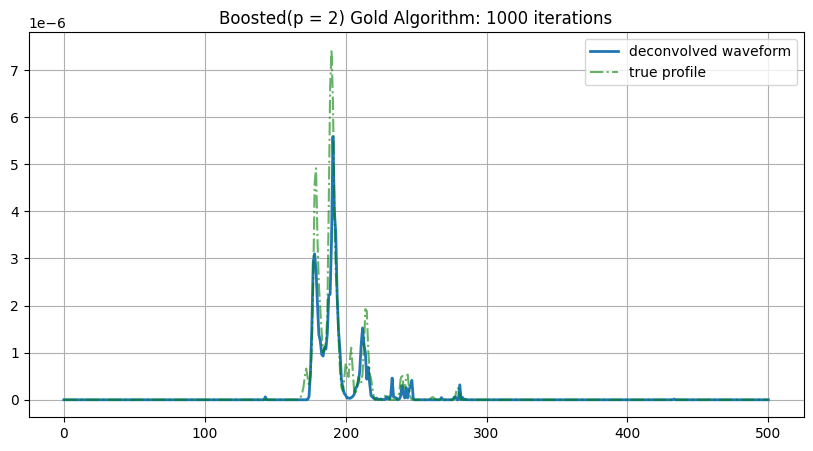 Boosted(p = 2) Gold Algorithm: 1000 iterations
1e−6
deconvolved waveform
true profile
7
6
5
4
3
2
1
0
0 100 200 300 400 500